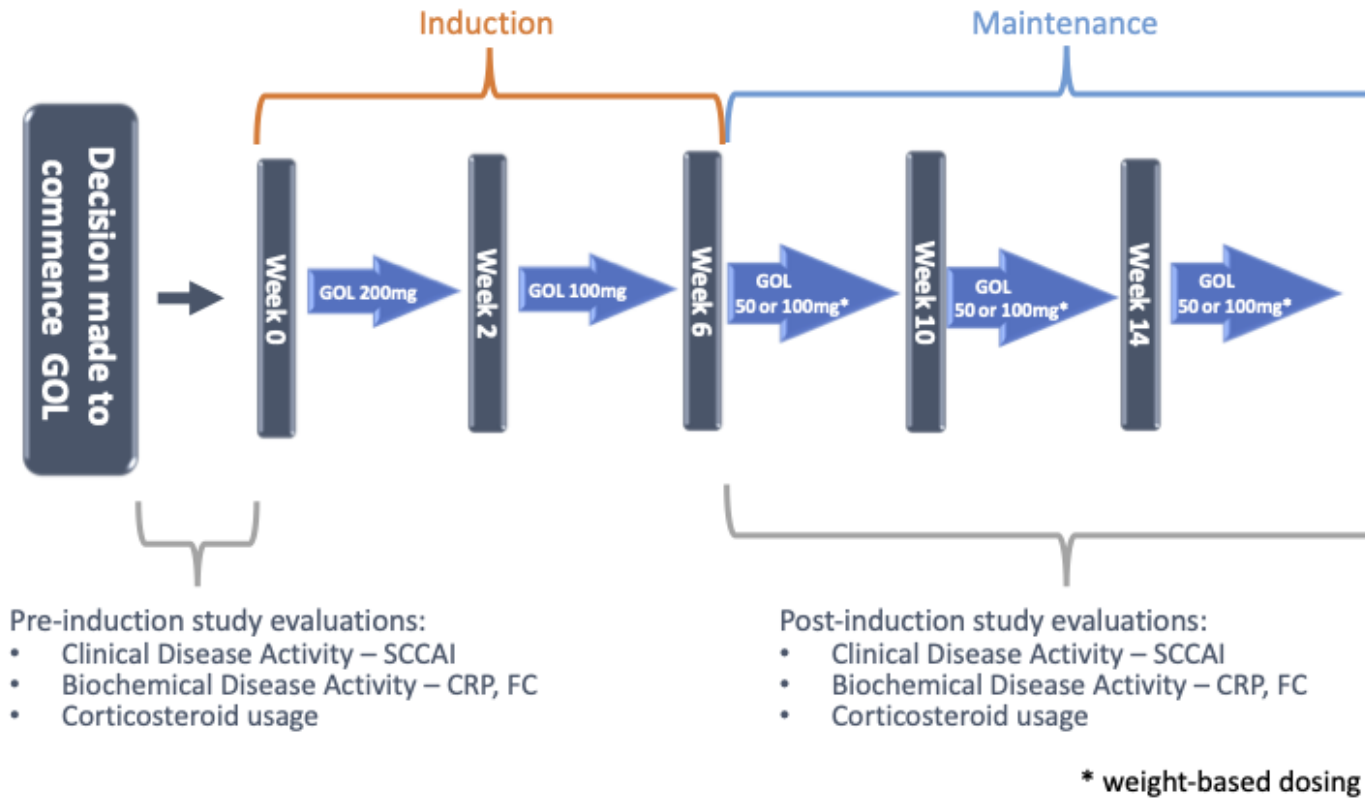 Induction
Maintenance
Decision made to
commence GOL
Week 0
GOL 200mg
Week 2
GOL 100mg
Week 6
GOL
50 or 100mg*
Week 10
GOL
50 or 100mg*
Week 14
GOL
50 or 100mg*
Pre-induction study evaluations:
• Clinical Disease Activity – SCCAI
• Biochemical Disease Activity – CRP, FC
• Corticosteroid usage
Post-induction study evaluations:
• Clinical Disease Activity – SCCAI
• Biochemical Disease Activity – CRP, FC
• Corticosteroid usage
* weight-based dosing